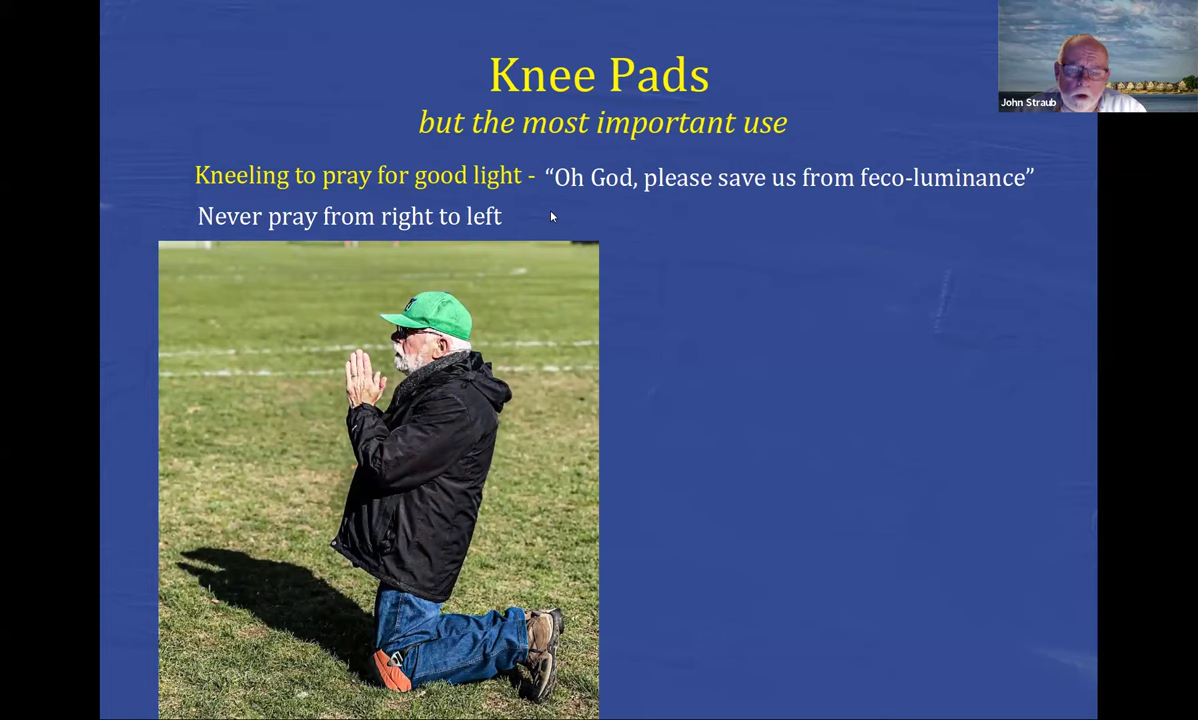 Knee Pads
but the most important use
Kneeling to pray for good light - “Oh God, please save us from feco-luminance”
Never pray from right to left
John Straub